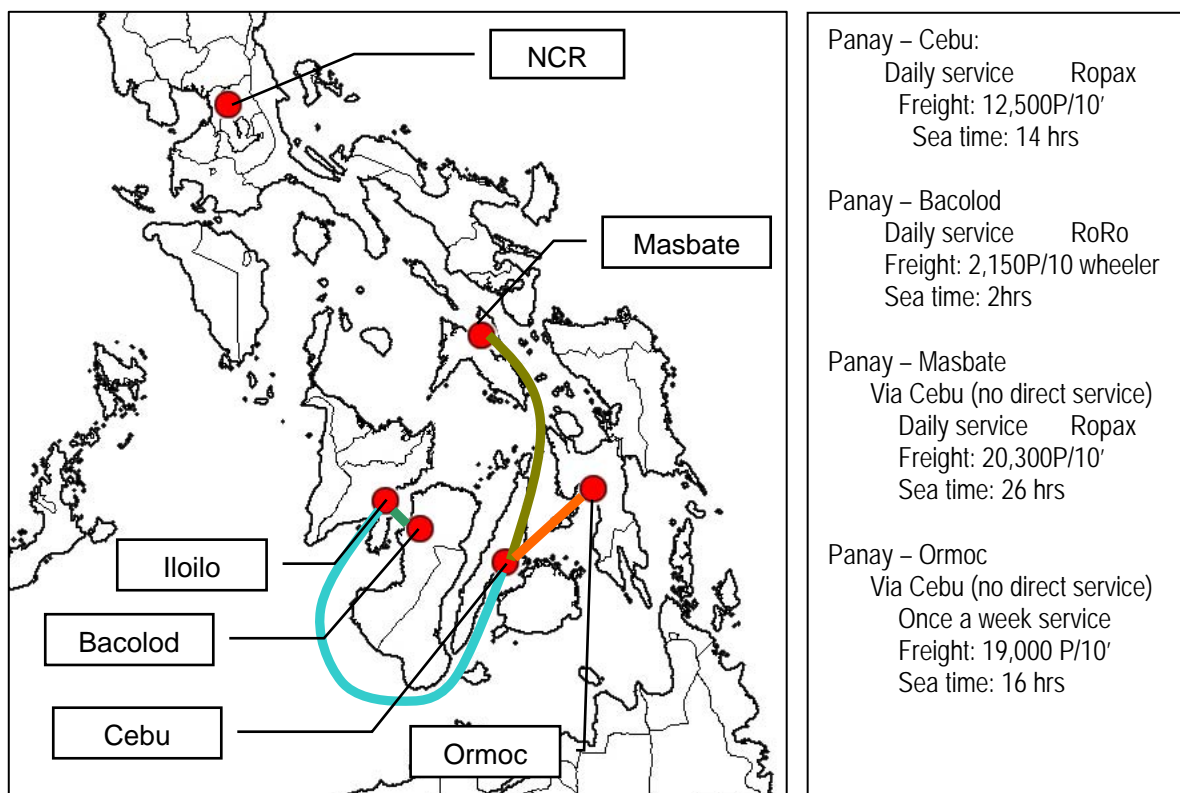 NCR
Masbate
Iloilo
Bacolod
Cebu
Ormoc
Panay – Cebu:
Daily service Ropax
Freight: 12,500P/10’
Sea time: 14 hrs
Panay – Bacolod
Daily service RoRo
Freight: 2,150P/10 wheeler
Sea time: 2hrs
Panay – Masbate
Via Cebu (no direct service)
Daily service Ropax
Freight: 20,300P/10’
Sea time: 26 hrs
Panay – Ormoc
Via Cebu (no direct service)
Once a week service
Freight: 19,000 P/10’
Sea time: 16 hrs